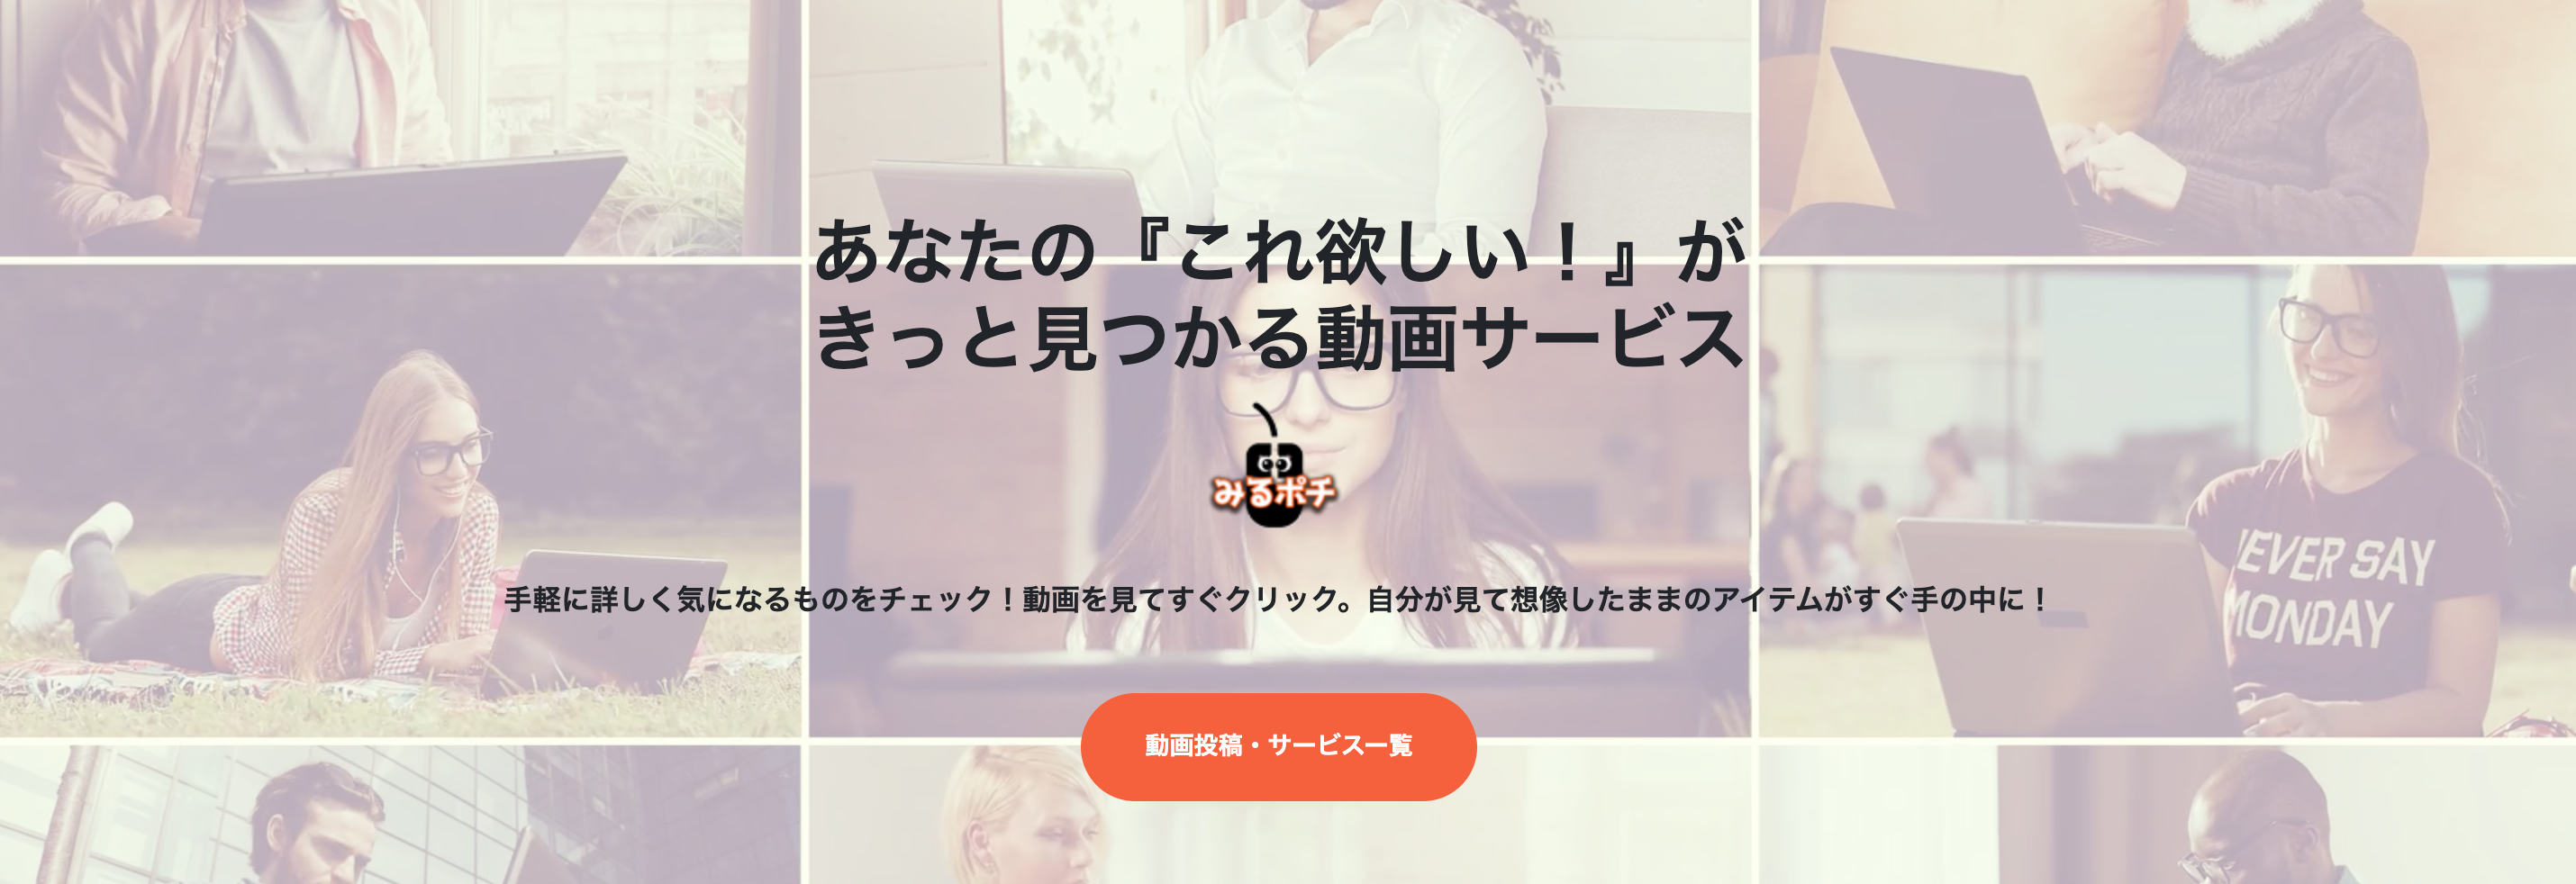 あなたの『これ欲しい！』が
きっと見つかる動画サービス
みるポチ
手軽に詳しく気になるものをチェック！動画を見てすぐクリック。自分が見て想像したままのアイテムがすぐ手の中に！
EVER SAY
MONDAY
動画投稿・サービス一覧